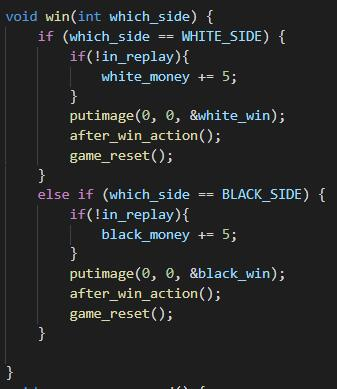 void win(int which_side) {
    if (which_side == WHITE_SIDE) {
        if(!in_replay){
            white_money += 5;
        }
        putimage(0, 0, &white_win);
        after_win_action();
        game_reset();
    }
    else if (which_side == BLACK_SIDE) {
        if(!in_replay){
            black_money += 5;
        }
        putimage(0, 0, &black_win);
        after_win_action();
        game_reset();
    }
}